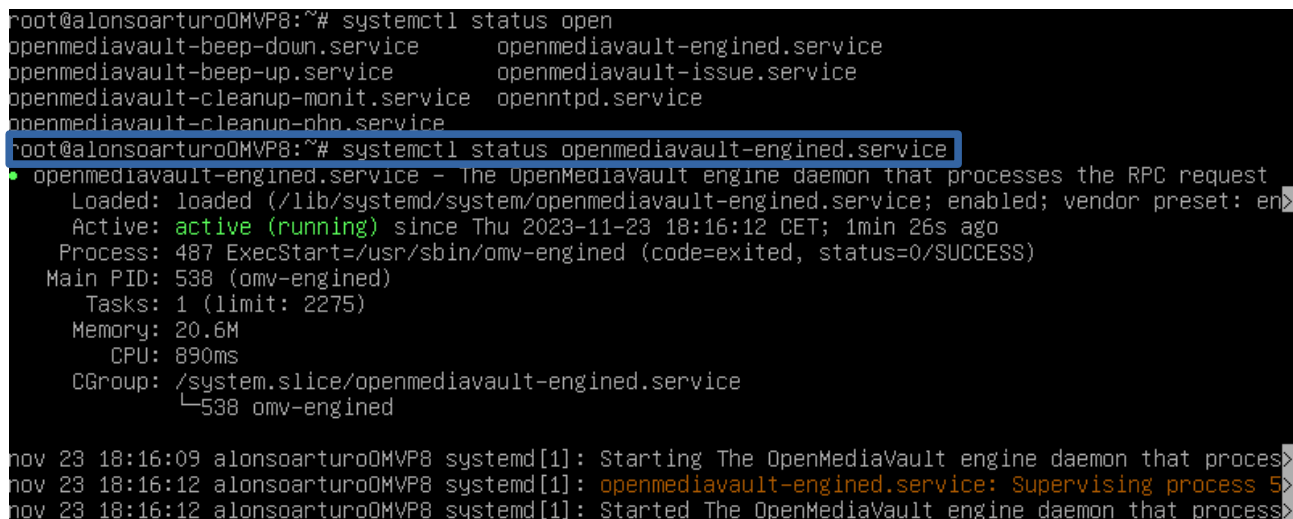 root@alonsoarturoOMVP8:~# systemctl status open
openmediavault-beep-down.service openmediavault-engined.service
openmediavault-beep-up.service openmediavault-issue.service
openmediavault-cleanup-monit.service openntpd.service
openmediavault-cleanup-php.service
root@alonsoarturoOMVP8:~# systemctl status openmediavault-engined.service
● openmediavault-engined.service – The OpenMediaVault engine daemon that processes the RPC request
Loaded: loaded (/lib/systemd/system/openmediavault-engined.service; enabled; vendor preset: en>
Active: active (running) since Thu 2023-11-23 18:16:12 CET; 1min 26s ago
Process: 487 ExecStart=/usr/sbin/omv-engined (code=exited, status=0/SUCCESS)
Main PID: 538 (omv-engined)
Tasks: 1 (limit: 2275)
Memory: 20.6M
CPU: 890ms
CGroup: /system.slice/openmediavault-engined.service
└─538 omv-engined
nov 23 18:16:09 alonsoarturoOMVP8 systemd[1]: Starting The OpenMediaVault engine daemon that proces>
nov 23 18:16:12 alonsoarturoOMVP8 systemd[1]: openmediavault-engined.service: Supervising process 5>
nov 23 18:16:12 alonsoarturoOMVP8 systemd[1]: Started The OpenMediaVault engine daemon that process>